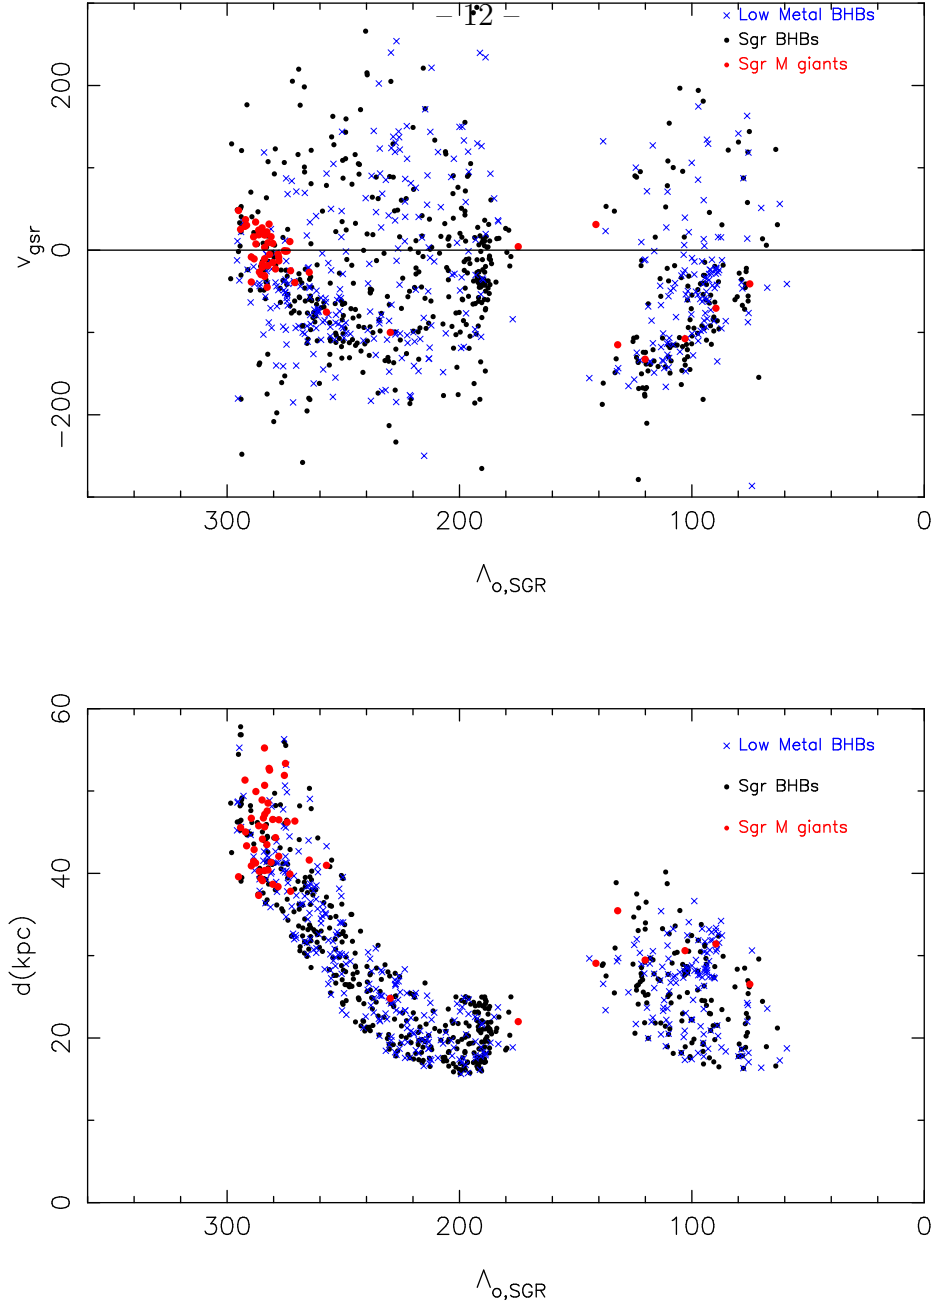 – 12 –
Low Metal BHBs
Sgr BHBs
Sgr M giants
200
0
−200
v_gsr
300
200
100
0
Λ_o,SGR
60
40
20
0
d(kpc)
Low Metal BHBs
Sgr BHBs
Sgr M giants
300
200
100
0
Λ_o,SGR